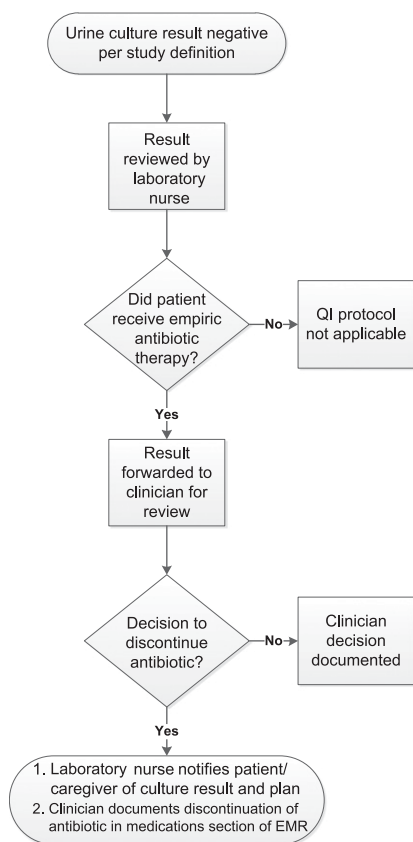 Urine culture result negative
per study definition
Result
reviewed by
laboratory
nurse
Did patient
receive empiric
antibiotic
therapy?
No
QI protocol
not applicable
Yes
Result
forwarded to
clinician for
review
Decision to
discontinue
antibiotic?
No
Clinician
decision
documented
Yes
1. Laboratory nurse notifies patient/
caregiver of culture result and plan
2. Clinician documents discontinuation of
antibiotic in medications section of EMR